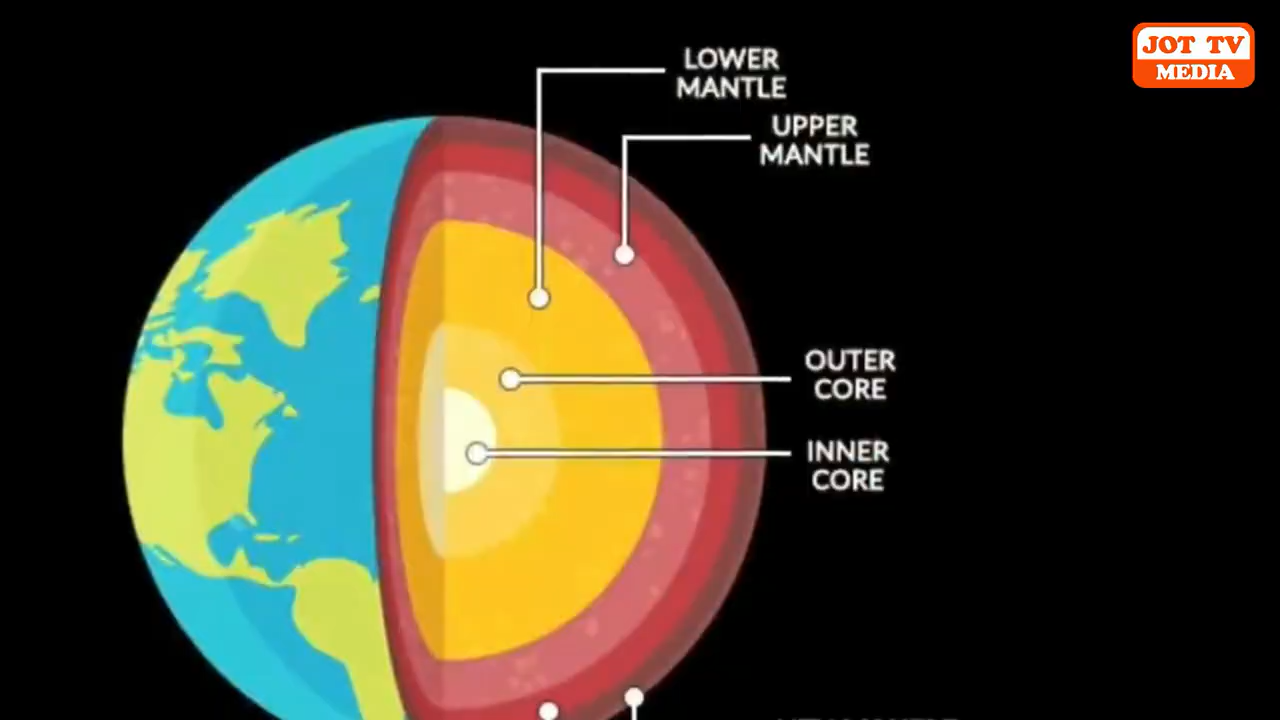 JOT TV
MEDIA
LOWER
MANTLE
UPPER
MANTLE
OUTER
CORE
INNER
CORE